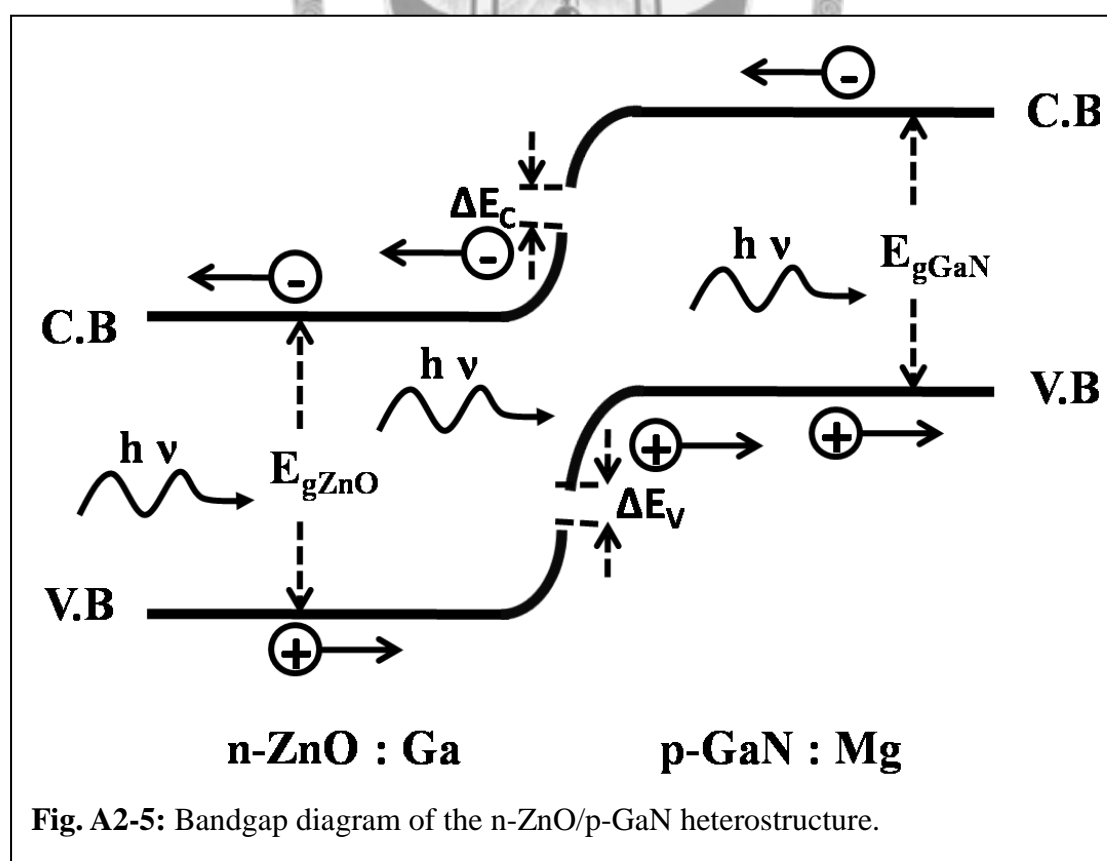 C.B
ΔE_C
h ν
E_gGaN
C.B
h ν
V.B
h ν
E_gZnO
ΔE_V
V.B
n-ZnO : Ga p-GaN : Mg
Fig. A2-5: Bandgap diagram of the n-ZnO/p-GaN heterostructure.